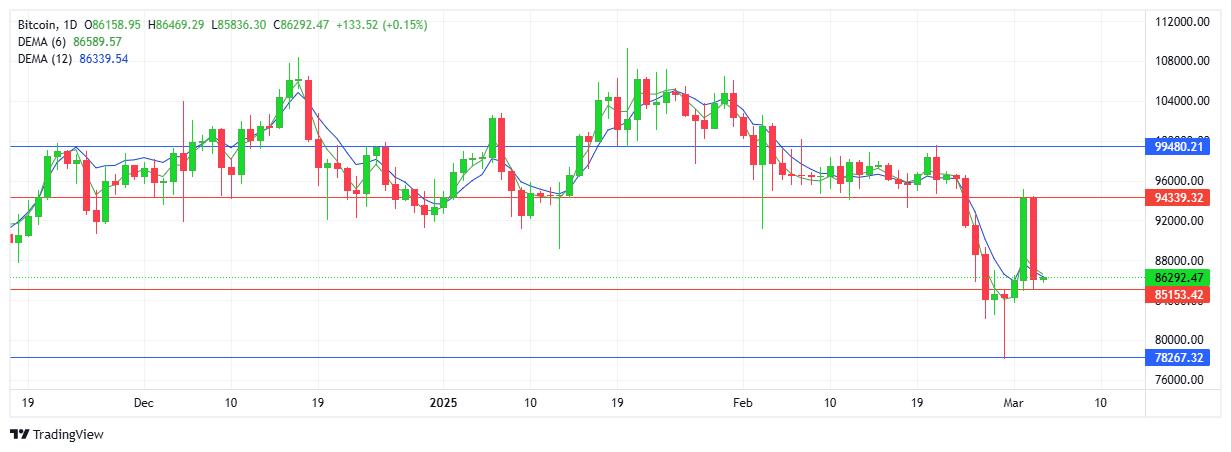 Bitcoin, 1D O86158.95 H86469.29 L85836.30 C86292.47 +133.52 (+0.15%)
DEMA (6) 86589.57
DEMA (12) 86339.54
112000.00
108000.00
104000.00
99480.21
96000.00
94339.32
92000.00
88000.00
86292.47
85153.42
80000.00
78267.32
76000.00
19 Dec 10 19 2025 10 19 Feb 10 19 Mar 10
TradingView